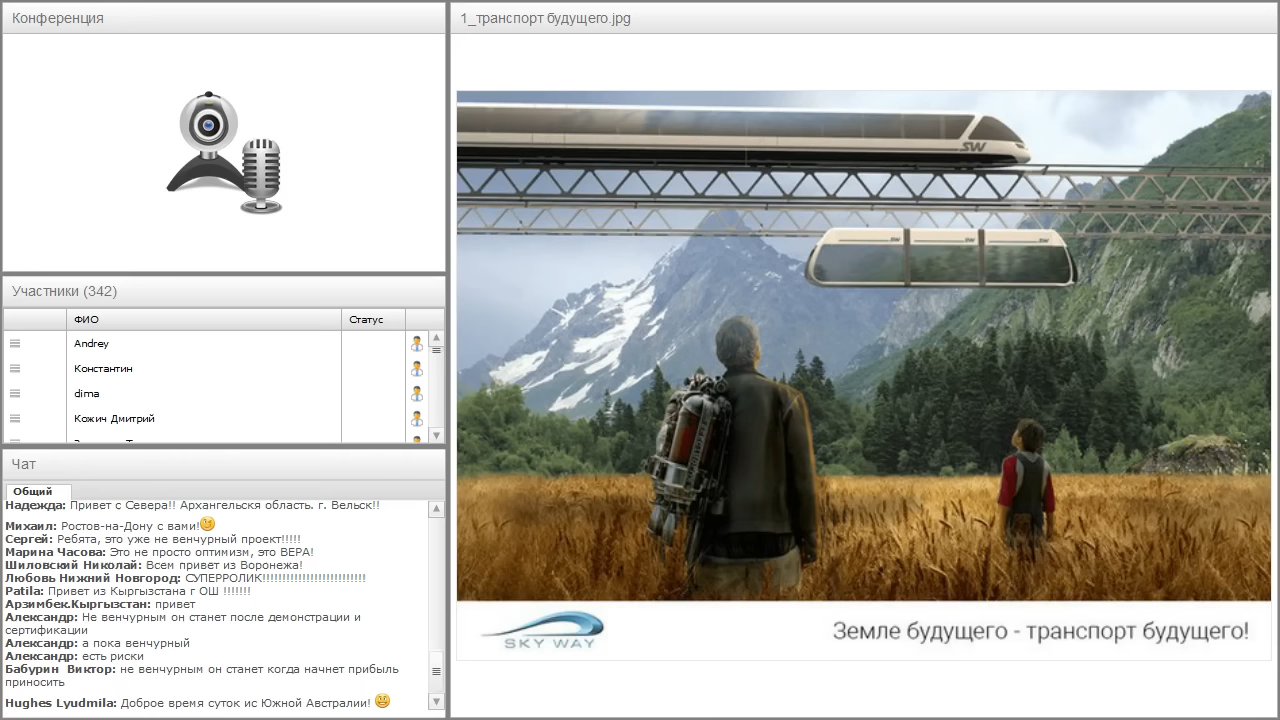 Конференция
Участники (342)
ФИО
Статус
Andrey
Константин
dima
Кожич Дмитрий
Чат
Общий
Надежда: Привет с Севера!! Архангельскя область. г. Вельск!!
Михаил: Ростов-на-Дону с вами!
Сергей: Ребята, это уже не венчурный проект!!!!!
Марина Часова: Это не просто оптимизм, это ВЕРА!
Шиловский Николай: Всем привет из Воронежа!
Любовь Нижний Новгород: СУПЕРРОЛИК!!!!!!!!!!!!!!!!!!!!!!!!!!
Patila: Привет из Кыргызстана г ОШ !!!!!!!
Арзимбек.Кыргызстан: привет
Александр: Не венчурным он станет после демонстрации и
сертификации
Александр: а пока венчурный
Александр: есть риски
Бабурин Виктор: не венчурным он станет когда начнет прибыль
приносить
Hughes Lyudmila: Доброе время суток ис Южной Австралии!
1_транспорт будущего.jpg
SW
SW
SW
SW
SKY WAY
Земле будущего - транспорт будущего!